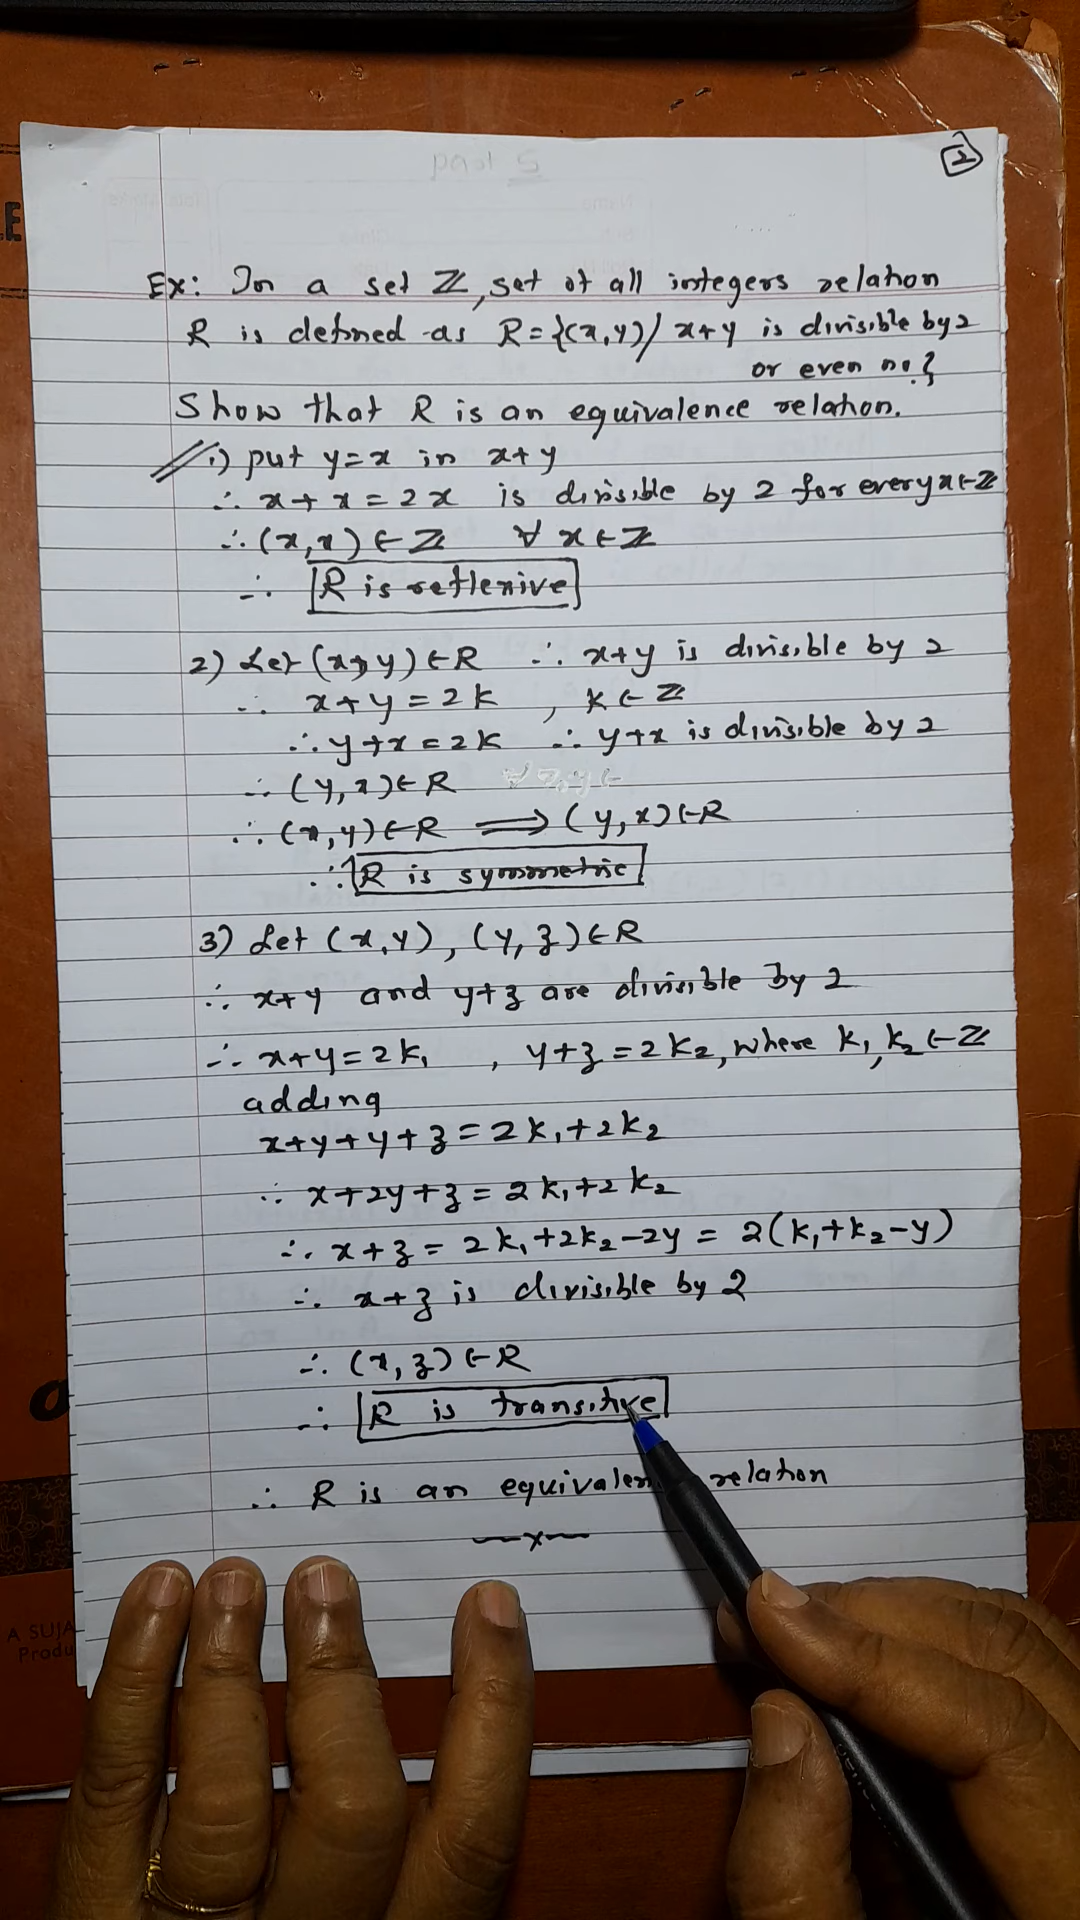 2
Ex: In a set ℤ, set of all integers relation
R is defined as R = {(x,y)/ x+y is divisible by 2
or even no.}
Show that R is an equivalence relation.
1) put y=x in x+y
∴ x+x=2x is divisible by 2 for every x∈ℤ
∴ (x,x)∈ℤ ∀ x∈ℤ
∴ R is reflexive
2) Let (x,y)∈R ∴ x+y is divisible by 2
∴ x+y=2k, k∈ℤ
∴ y+x=2k ∴ y+x is divisible by 2
∴ (y,x)∈R
∴ (x,y)∈R ⟹ (y,x)∈R
∴ R is symmetric
3) Let (x,y), (y,z)∈R
∴ x+y and y+z are divisible by 2
∴ x+y=2k₁, y+z=2k₂, where k₁,k₂∈ℤ
adding
x+y+y+z=2k₁+2k₂
∴ x+2y+z=2k₁+2k₂
∴ x+z=2k₁+2k₂-2y=2(k₁+k₂-y)
∴ x+z is divisible by 2
∴ (x,z)∈R
∴ R is transitive
∴ R is an equivalen relation
—x—
A SUJA
Produ